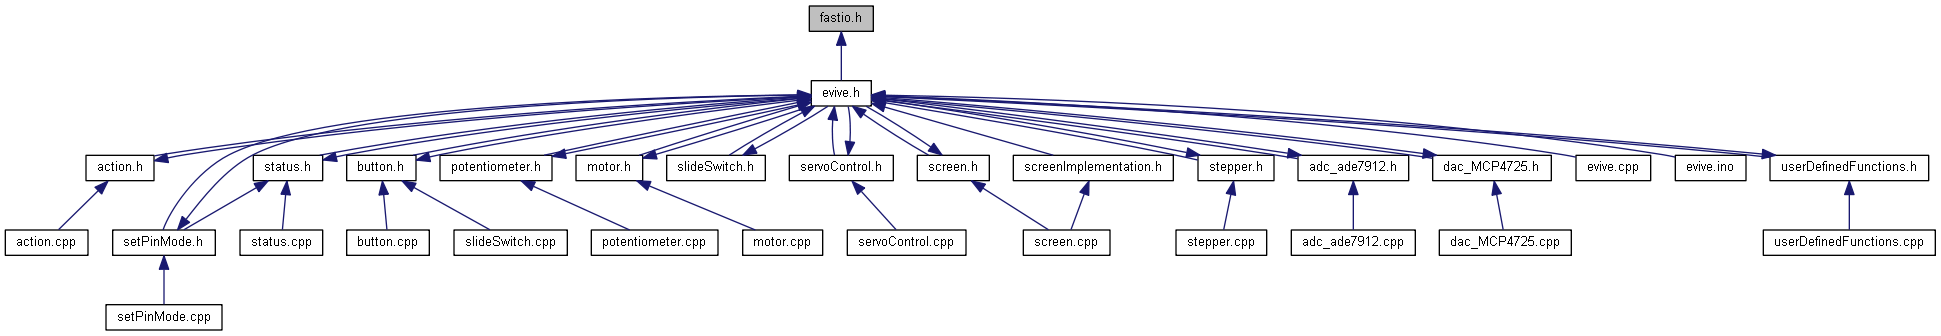 fastio.h
evive.h
action.h
status.h
button.h
potentiometer.h
motor.h
slideSwitch.h
servoControl.h
screen.h
screenImplementation.h
stepper.h
adc_ade7912.h
dac_MCP4725.h
evive.cpp
evive.ino
userDefinedFunctions.h
action.cpp
setPinMode.h
status.cpp
button.cpp
slideSwitch.cpp
potentiometer.cpp
motor.cpp
servoControl.cpp
screen.cpp
stepper.cpp
adc_ade7912.cpp
dac_MCP4725.cpp
userDefinedFunctions.cpp
setPinMode.cpp